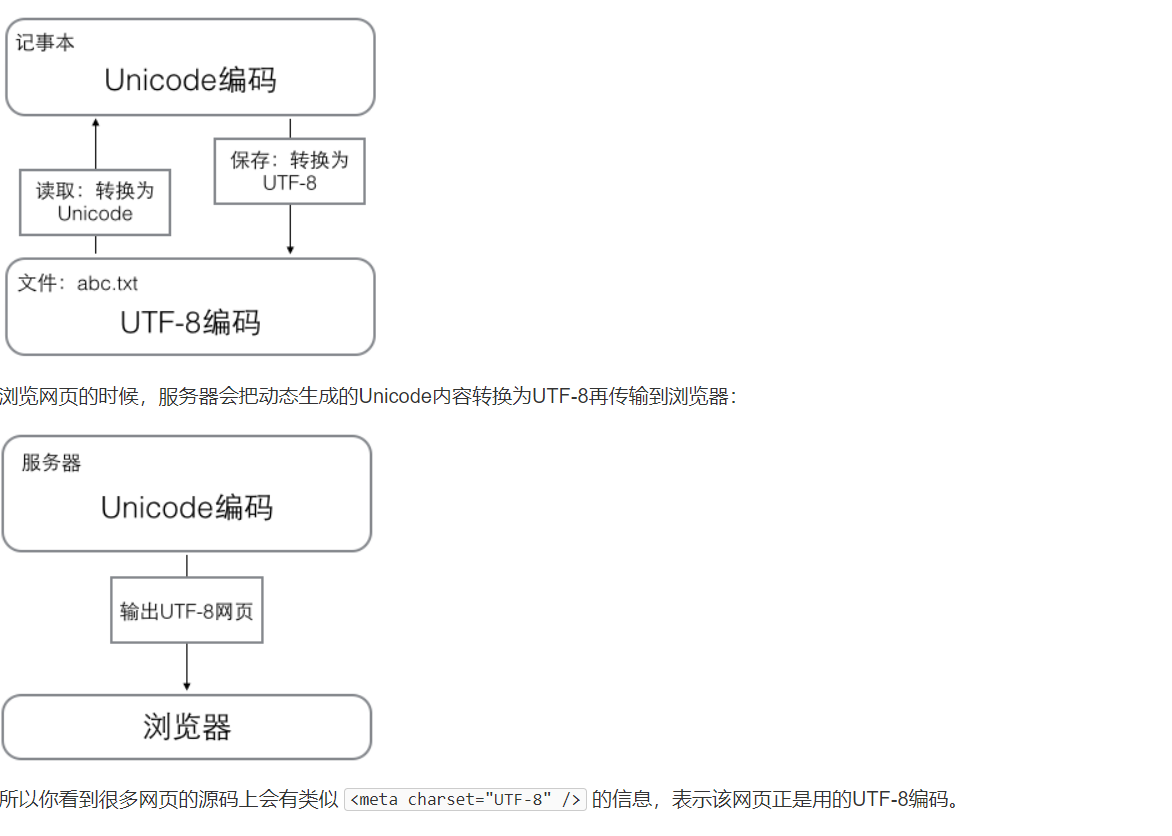 记事本
Unicode编码
保存：转换为
UTF-8
读取：转换为
Unicode
文件：abc.txt
UTF-8编码
浏览网页的时候，服务器会把动态生成的Unicode内容转换为UTF-8再传输到浏览器：
服务器
Unicode编码
输出UTF-8网页
浏览器
所以你看到很多网页的源码上会有类似 <meta charset="UTF-8" /> 的信息，表示该网页正是用的UTF-8编码。